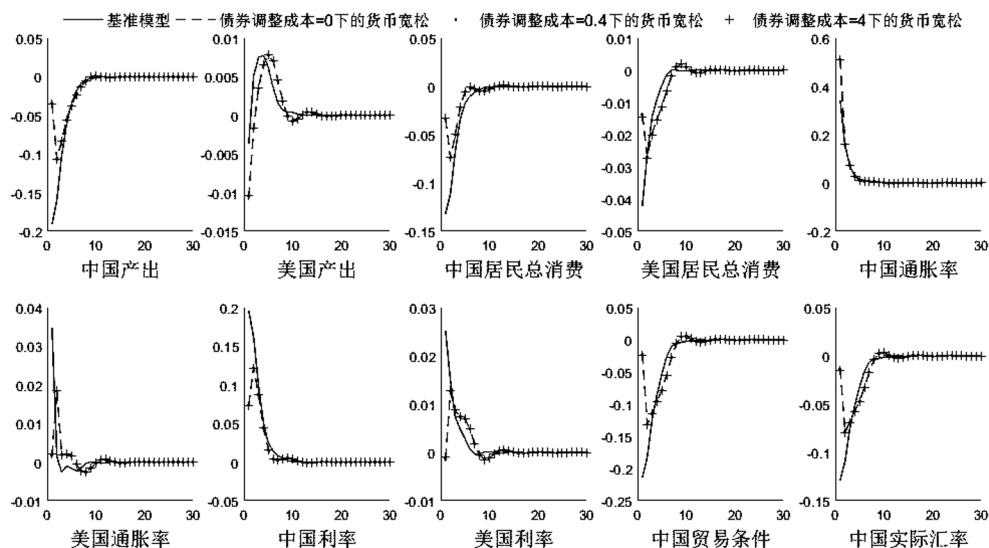 基准模型 债券调整成本=0下的货币宽松 债券调整成本=0.4下的货币宽松 债券调整成本=4下的货币宽松
0.05 0.01 0.05 0.01 0.6
0 0.005 0 0 0.4
-0.05 0 -0.05 -0.01 0.2
-0.1 -0.005 -0.1 -0.02 0
-0.15 -0.01 -0.15 -0.03 -0.2
-0.2 -0.015 -0.04
-0.05
0 10 20 30 0 10 20 30 0 10 20 30 0 10 20 30 0 10 20 30
中国产出 美国产出 中国居民总消费 美国居民总消费 中国通胀率
0.04 0.2 0.03 0.05 0.05
0.03 0.15 0.02 0 0
0.02 0.1 0.01 -0.05 -0.05
0.01 0.05 0 -0.1 -0.1
0 0 -0.01 -0.15 -0.15
-0.01 -0.05 -0.2
-0.25
0 10 20 30 0 10 20 30 0 10 20 30 0 10 20 30 0 10 20 30
美国通胀率 中国利率 美国利率 中国贸易条件 中国实际汇率